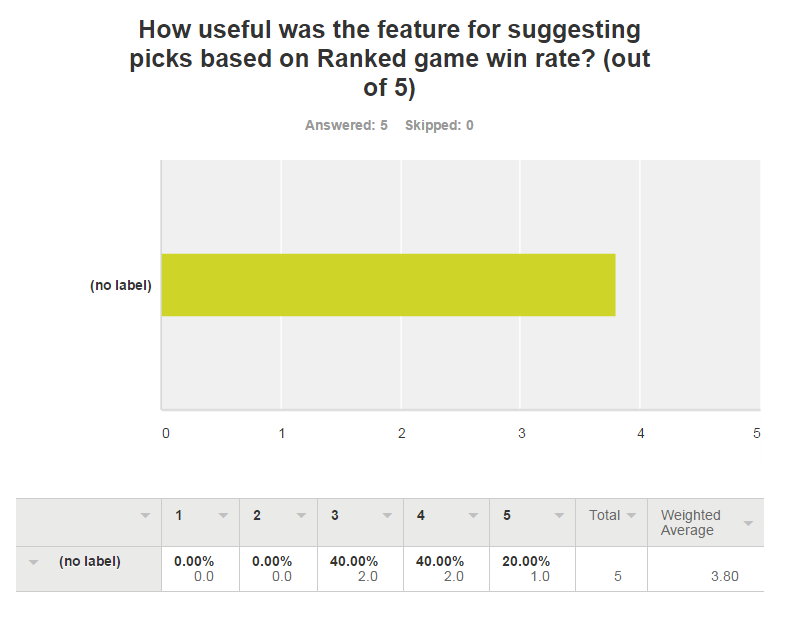 How useful was the feature for suggesting
picks based on Ranked game win rate? (out
of 5)
Answered: 5 Skipped: 0
(no label)
0 1 2 3 4 5
1 2 3 4 5 Total Weighted
Average
(no label) 0.00% 0.00% 40.00% 40.00% 20.00%
0.0 0.0 2.0 2.0 1.0 5 3.80